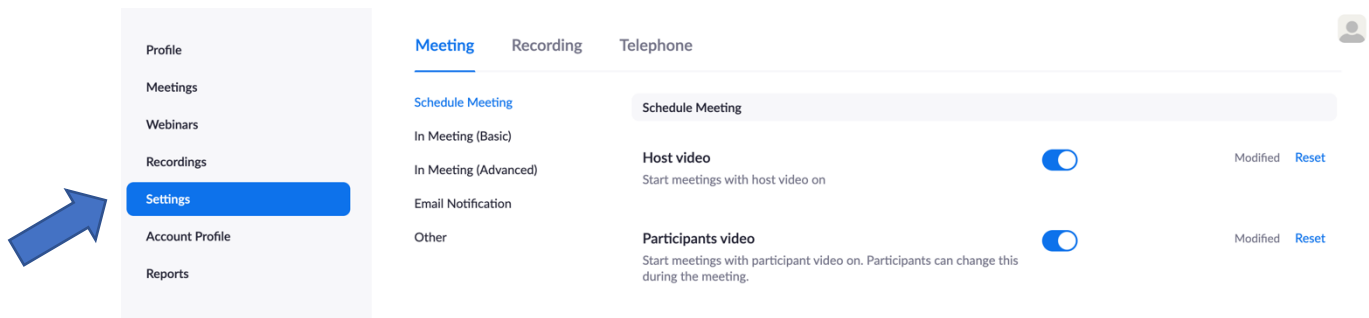 Profile
Meetings
Webinars
Recordings
Settings
Account Profile
Reports
Meeting Recording Telephone
Schedule Meeting
In Meeting (Basic)
In Meeting (Advanced)
Email Notification
Other
Schedule Meeting
Host video
Modified Reset
Start meetings with host video on
Participants video
Modified Reset
Start meetings with participant video on. Participants can change this
during the meeting.